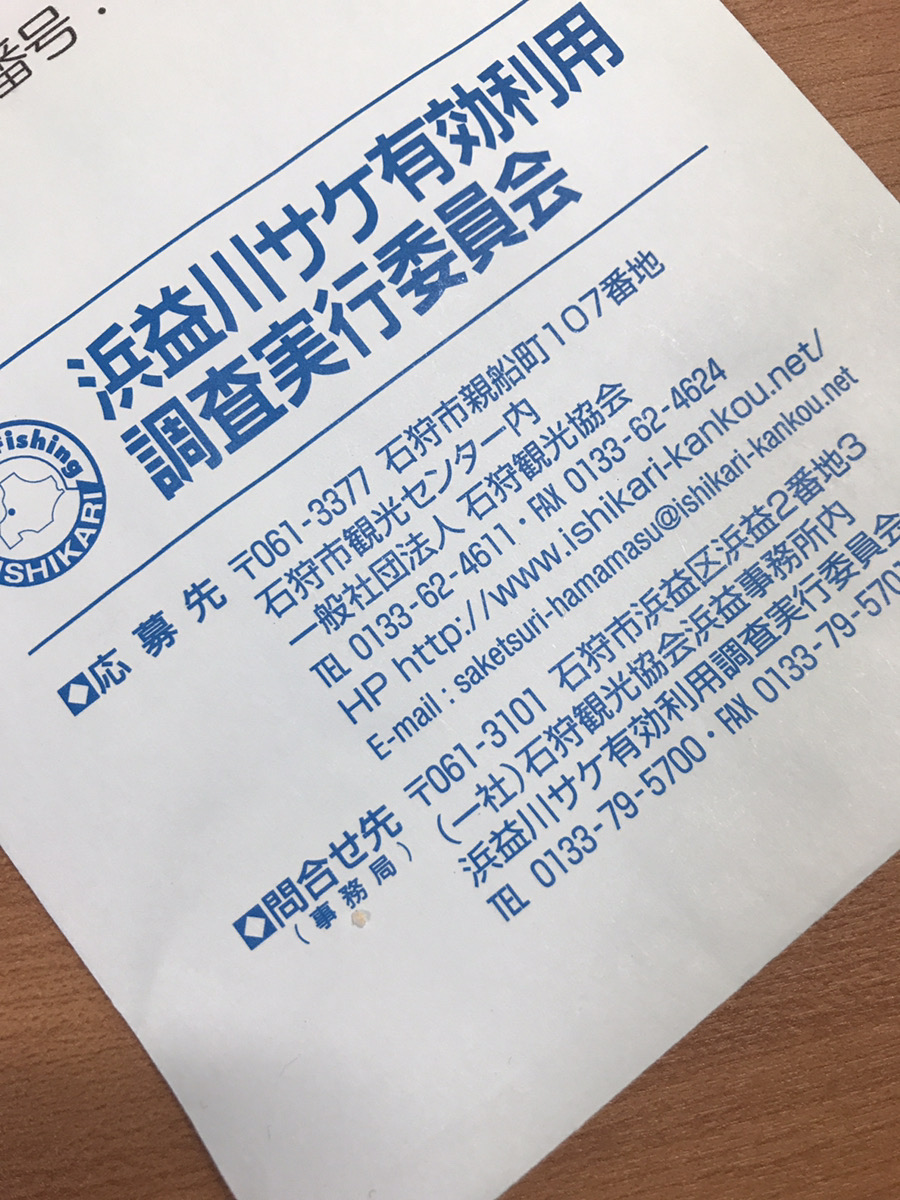 番号・
浜益川サケ有効利用
調査実行委員会
Fishing
ISHIKARI
◆応募先 〒061-3377 石狩市親船町107番地
石狩市観光センター内
一般社団法人 石狩観光協会
TEL 0133-62-4611・FAX 0133-62-4624
HP http://www.ishikari-kankou.net/
E-mail : saketsuri-hamamasu@ishikari-kankou.net
◆問合せ先 〒061-3101 石狩市浜益区浜益2番地3
(事務局) (一社)石狩観光協会浜益事務所内
浜益川サケ有効利用調査実行委員会
TEL 0133-79-5700・FAX 0133-79-5707